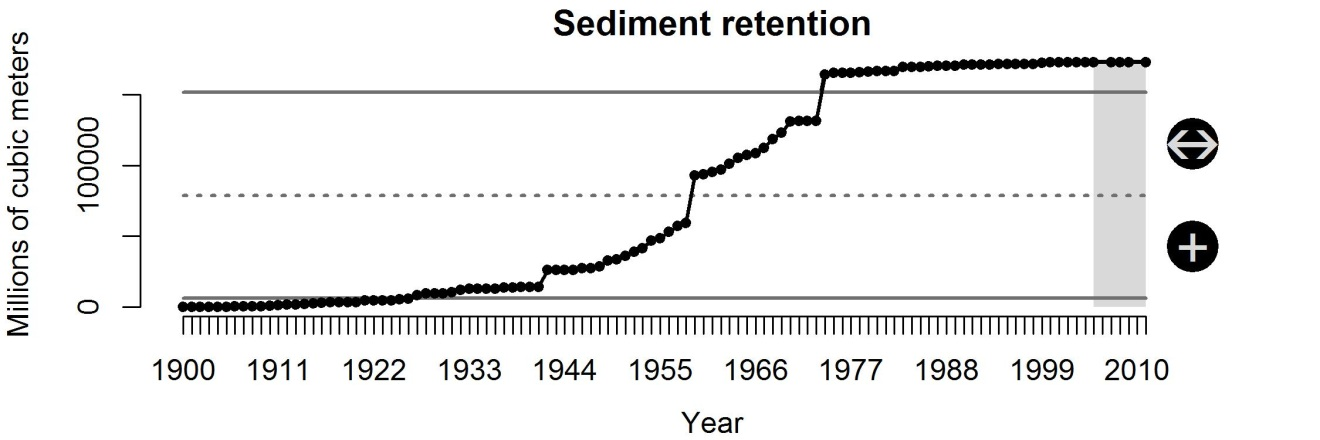 Sediment retention
Millions of cubic meters
100000
0
1900 1911 1922 1933 1944 1955 1966 1977 1988 1999 2010
Year